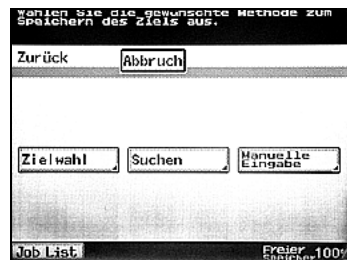 Wählen Sie die gewünschte Methode zum
Speichern des Ziels aus.
Zurück
Abbruch
Zielwahl
Suchen
Manuelle
Eingabe
Job List
Freier
Speicher 100%